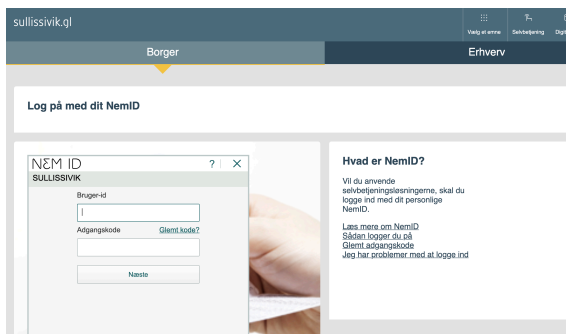 sullissivik.gl
Vælg et emne
Selvbetjening
Borger
Erhverv
Log på med dit NemID
NEM ID
? | ×
SULLISSIVIK
Bruger-id
Adgangskode
Glemt kode?
Næste
Hvad er NemID?
Vil du anvende
selvbetjeningsløsningerne, skal du
logge ind med dit personlige
NemID.
Læs mere om NemID
Sådan logger du på
Glemt adgangskode
Jeg har problemer med at logge ind